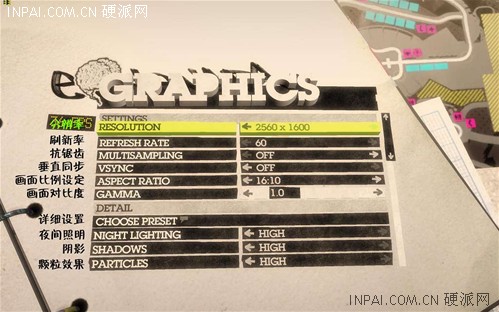 INPAI.COM.CN 硬派网
GRAPHICS
SETTINGS
分辨率 RESOLUTION 2560 x 1600
刷新率 REFRESH RATE 60
抗锯齿 MULTISAMPLING OFF
垂直同步 VSYNC OFF
画面比例设定 ASPECT RATIO 16:10
画面对比度 GAMMA 1.0
DETAIL
详细设置 CHOOSE PRESET
夜间照明 NIGHT LIGHTING HIGH
阴影 SHADOWS HIGH
颗粒效果 PARTICLES HIGH
INPAI.COM.CN 硬派网